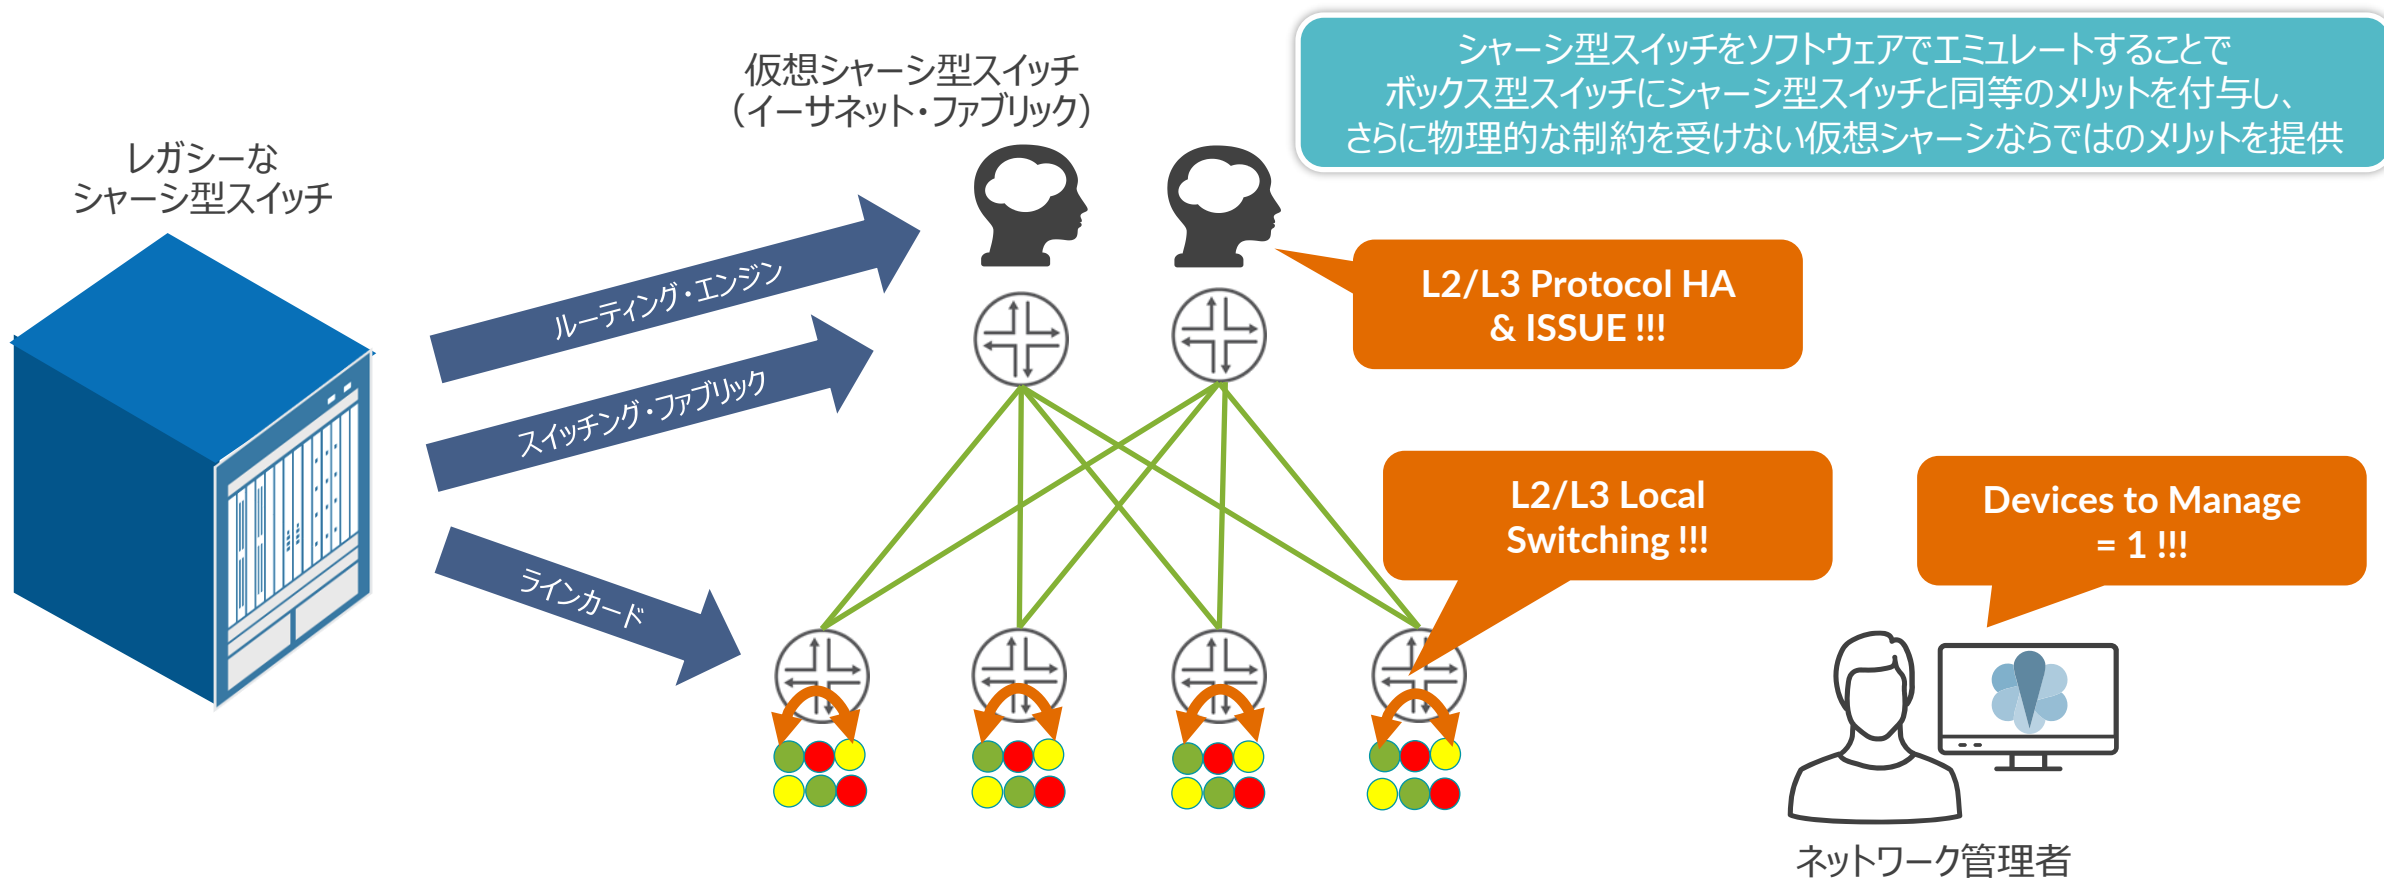 シャーシ型スイッチをソフトウェアでエミュレートすることで
ボックス型スイッチにシャーシ型スイッチと同等のメリットを付与し、
さらに物理的な制約を受けない仮想シャーシならではのメリットを提供
仮想シャーシ型スイッチ
（イーサネット・ファブリック）
レガシーな
シャーシ型スイッチ
ルーティング・エンジン
スイッチング・ファブリック
ラインカード
L2/L3 Protocol HA
& ISSUE !!!
L2/L3 Local
Switching !!!
Devices to Manage
= 1 !!!
ネットワーク管理者